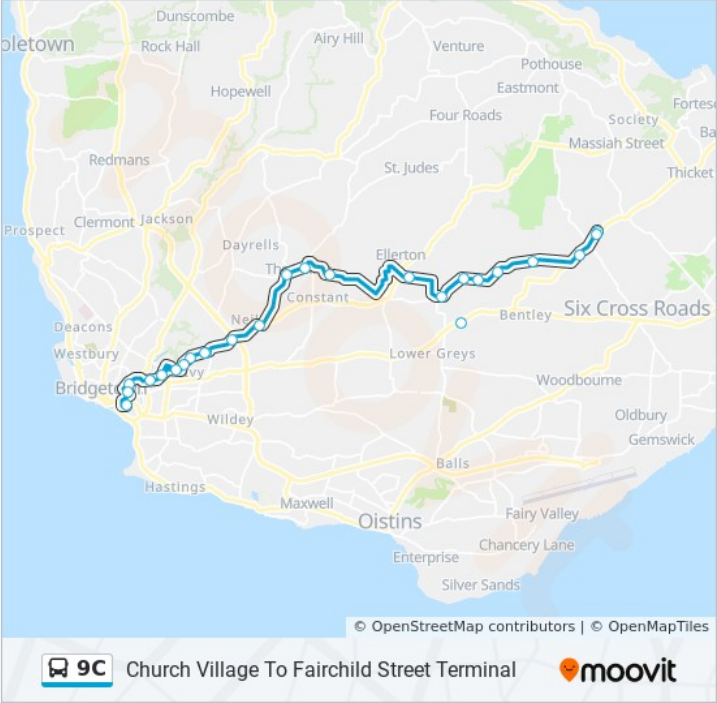 Dunscombe
Airy Hill
Venture
Rock Hall
Pothouse
Eastmont
Hopewell
Four Roads
Society
Massiah Street
Redmans
St. Judes
Thicket
Clermont
Jackson
Prospect
Dayrells
Ellerton
Constant
Six Cross Roads
Bentley
Deacons
Westbury
Lower Greys
Woodbourne
Wildey
Oldbury
Gemswick
Balls
Hastings
Maxwell
Fairy Valley
Oistins
Chancery Lane
Enterprise
Silver Sands
© OpenStreetMap contributors | © OpenMapTiles
9C Church Village To Fairchild Street Terminal
moovit